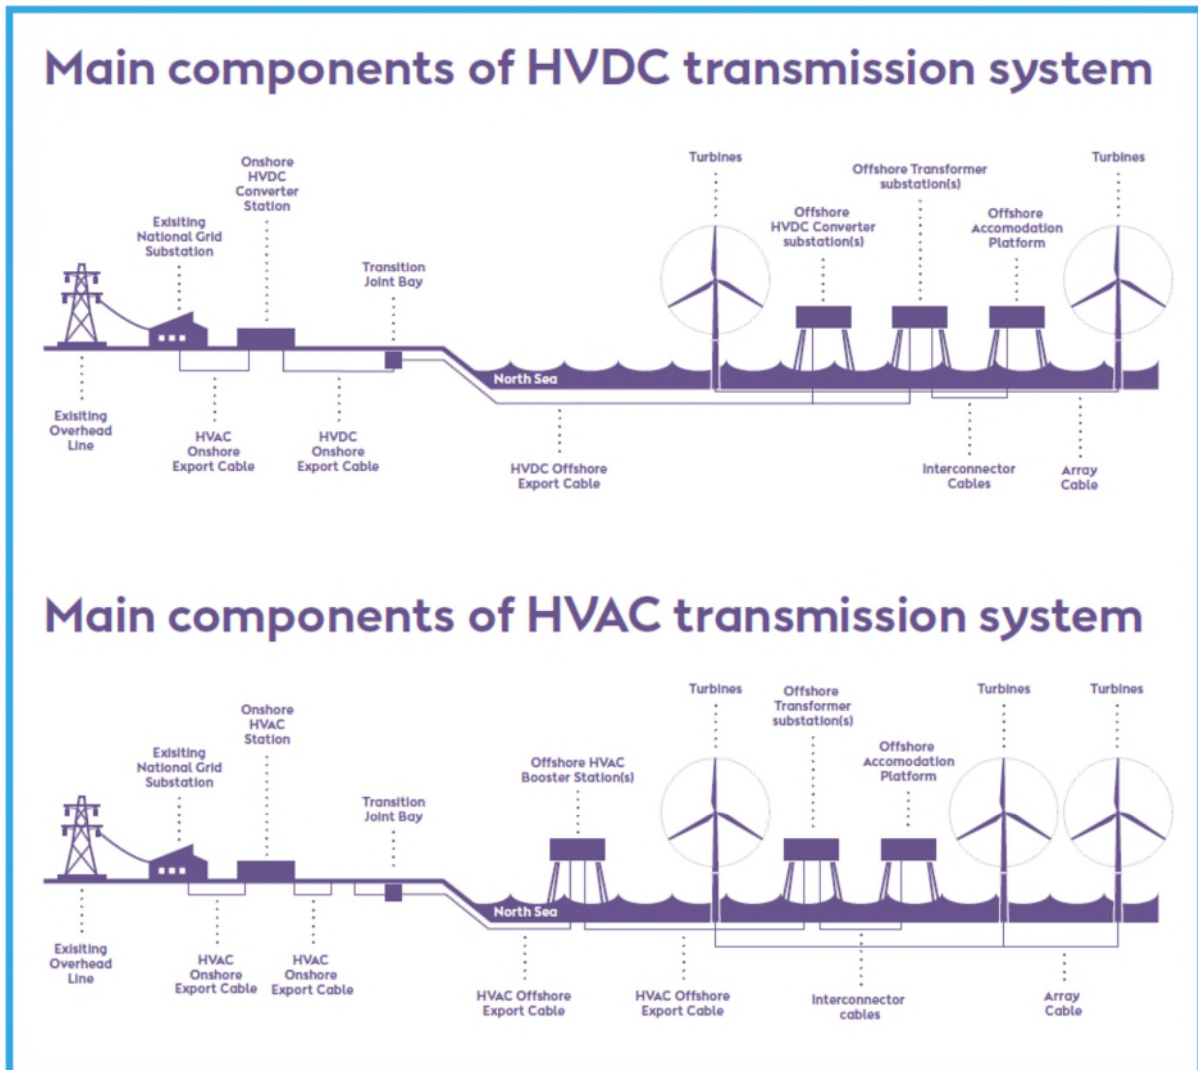 Main components of HVDC transmission system
Onshore
HVDC
Converter
Station
Exisiting
National Grid
Substation
Transition
Joint Bay
Turbines
Offshore Transformer
substation(s)
Offshore
HVDC Converter
substation(s)
Offshore
Accomodation
Platform
Turbines
North Sea
Exisiting
Overhead
Line
HVAC
Onshore
Export Cable
HVDC
Onshore
Export Cable
HVDC Offshore
Export Cable
Interconnector
Cables
Array
Cable
Main components of HVAC transmission system
Onshore
HVAC
Station
Exisiting
National Grid
Substation
Transition
Joint Bay
Offshore HVAC
Booster Station(s)
Turbines
Offshore
Transformer
substation(s)
Offshore
Accomodation
Platform
Turbines
Turbines
North Sea
Exisiting
Overhead
Line
HVAC
Onshore
Export Cable
HVAC
Onshore
Export Cable
HVAC Offshore
Export Cable
HVAC Offshore
Export Cable
Interconnector
cables
Array
Cable